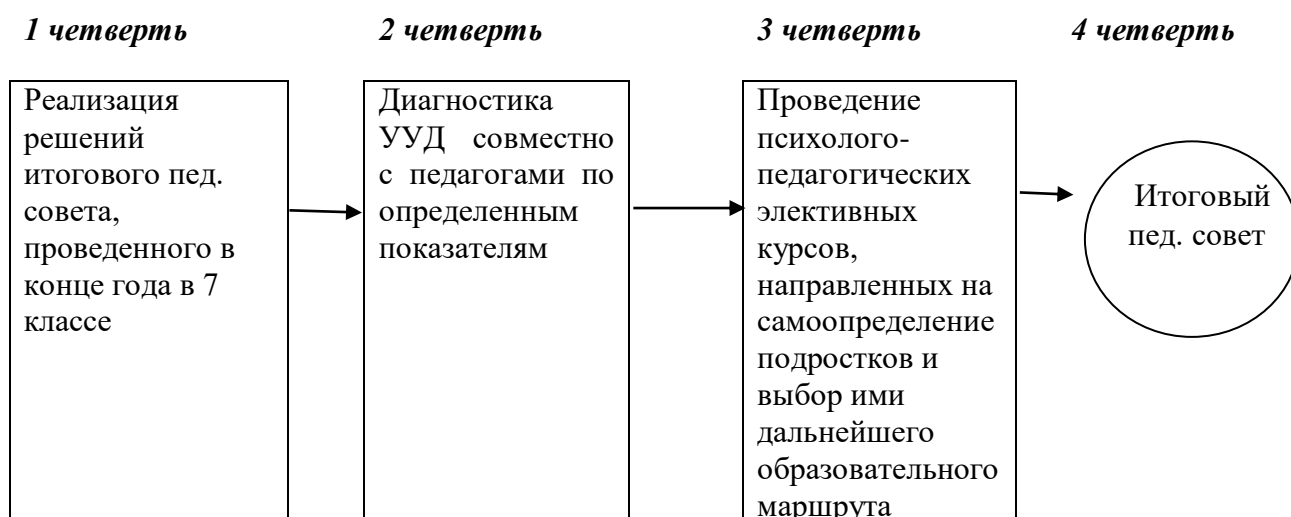 1 четверть
2 четверть
3 четверть
4 четверть
Реализация
решений
итогового пед.
совета,
проведенного в
конце года в 7
классе
Диагностика
УУД совместно
с педагогами по
определенным
показателям
Проведение
психолого-
педагогических
элективных
курсов,
направленных на
самоопределение
подростков и
выбор ими
дальнейшего
образовательного
маршрута
Итоговый
пед. совет